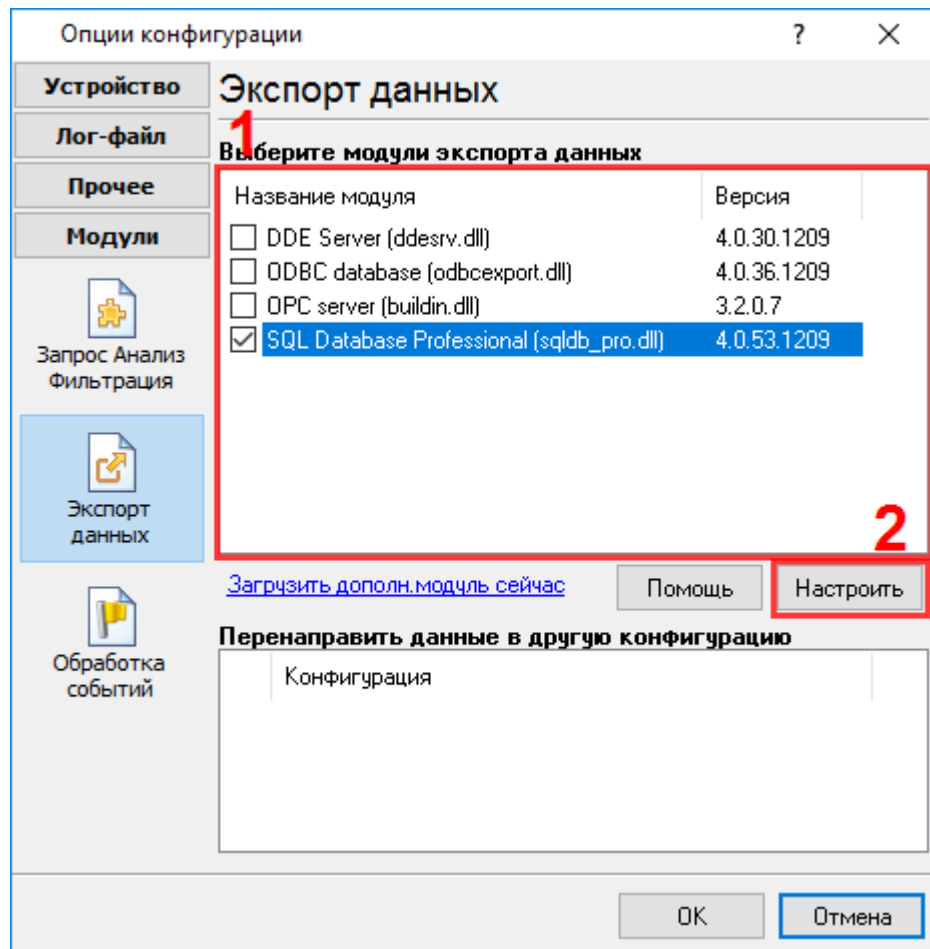 Опции конфигурации
?
Устройство
Лог-файл
Прочее
Модули
Запрос Анализ
Фильтрация
Экспорт
данных
Обработка
событий
Экспорт данных
1
Выберите модули экспорта данных
Название модуля Версия
DDE Server (ddesrv.dll) 4.0.30.1209
ODBC database (odbcexport.dll) 4.0.36.1209
OPC server (buildin.dll) 3.2.0.7
SQL Database Professional (sqldb_pro.dll) 4.0.53.1209
2
Загрузить дополн.модуль сейчас Помощь Настроить
Перенаправить данные в другую конфигурацию
Конфигурация
OK Отмена